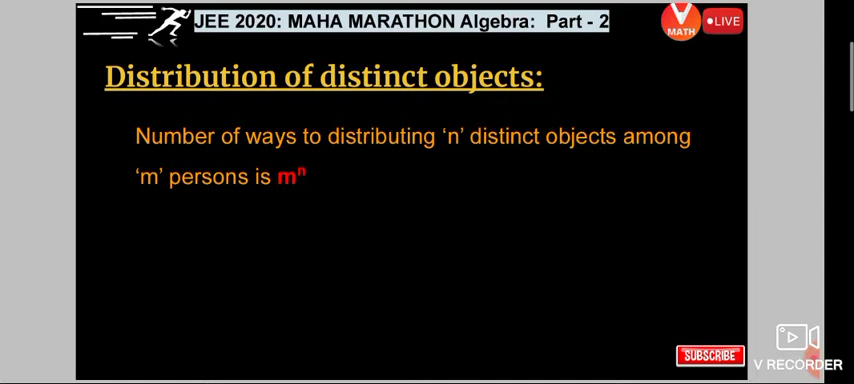 JEE 2020: MAHA MARATHON Algebra: Part - 2
MATH
LIVE
Distribution of distinct objects:
Number of ways to distributing ‘n’ distinct objects among
‘m’ persons is mⁿ
SUBSCRIBE
V RECORDER